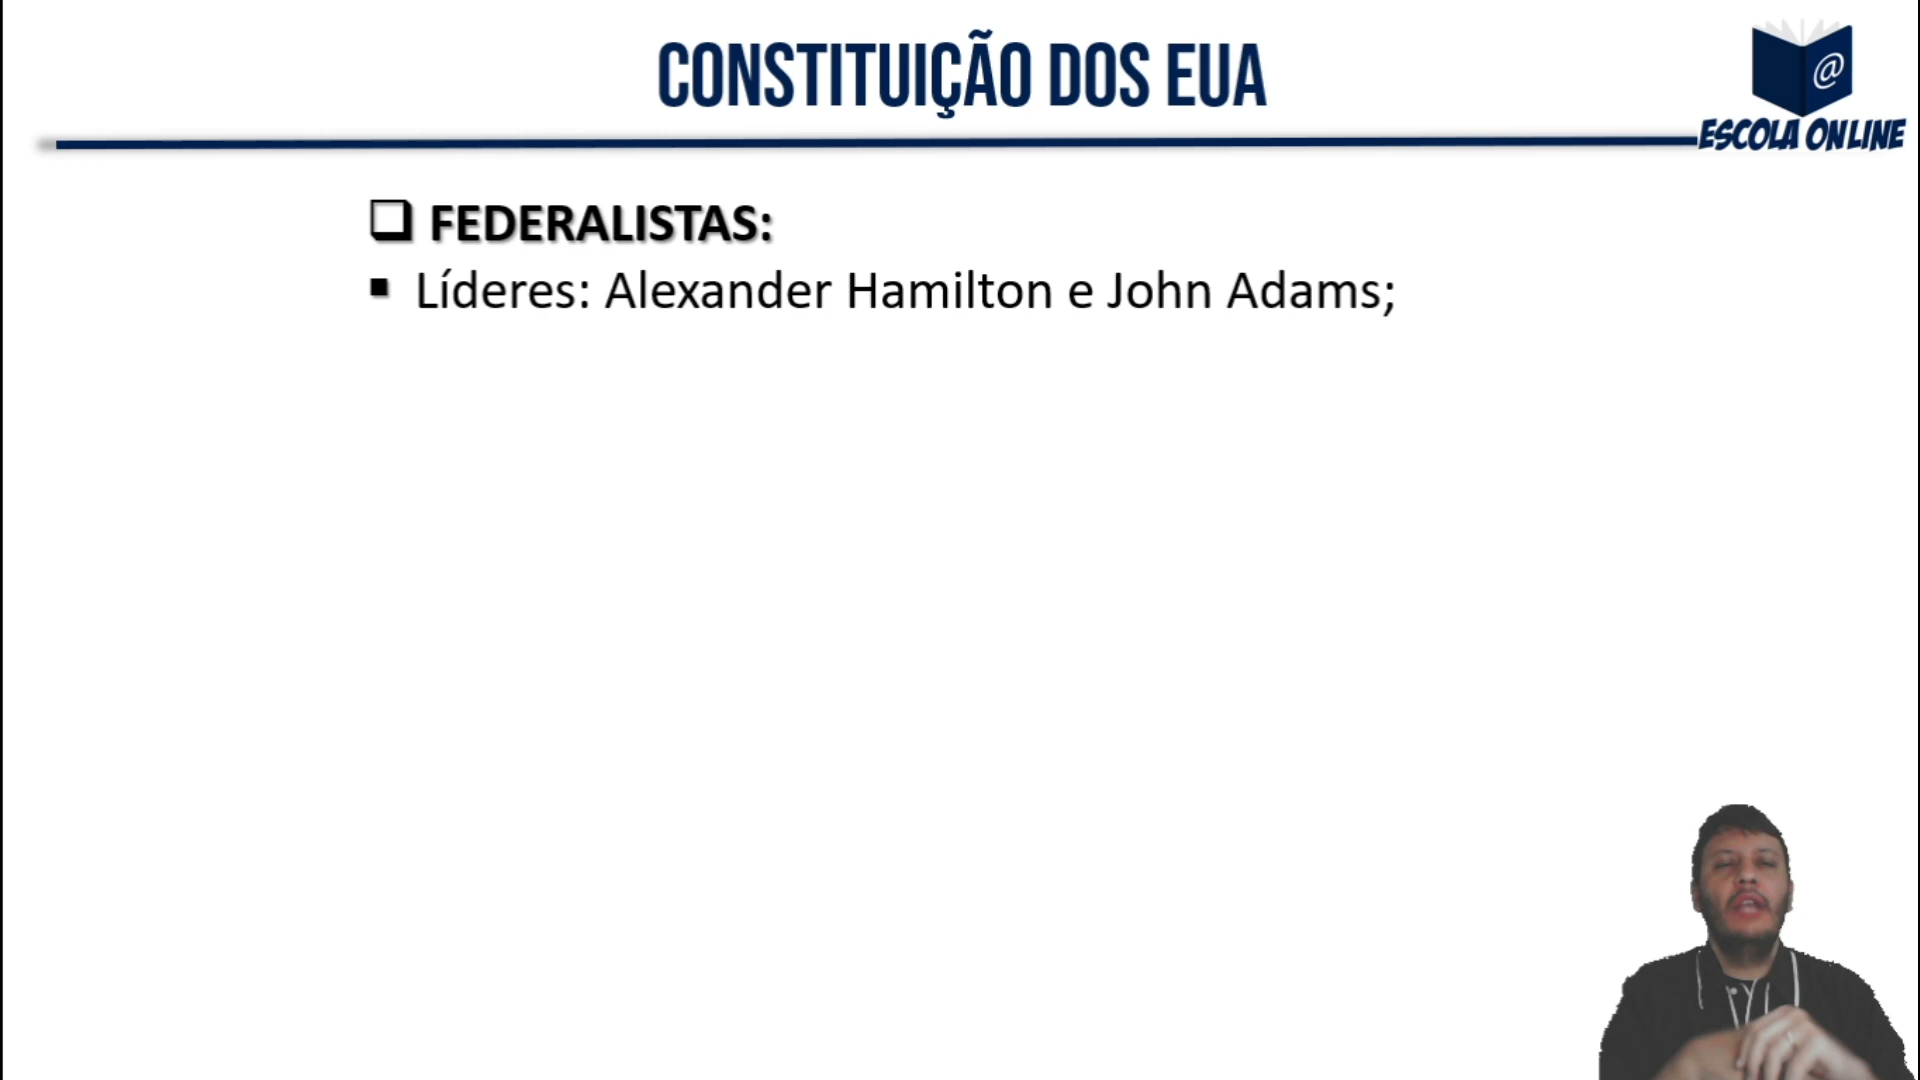 CONSTITUIÇÃO DOS EUA
@
ESCOLA ONLINE
FEDERALISTAS:
Líderes: Alexander Hamilton e John Adams;